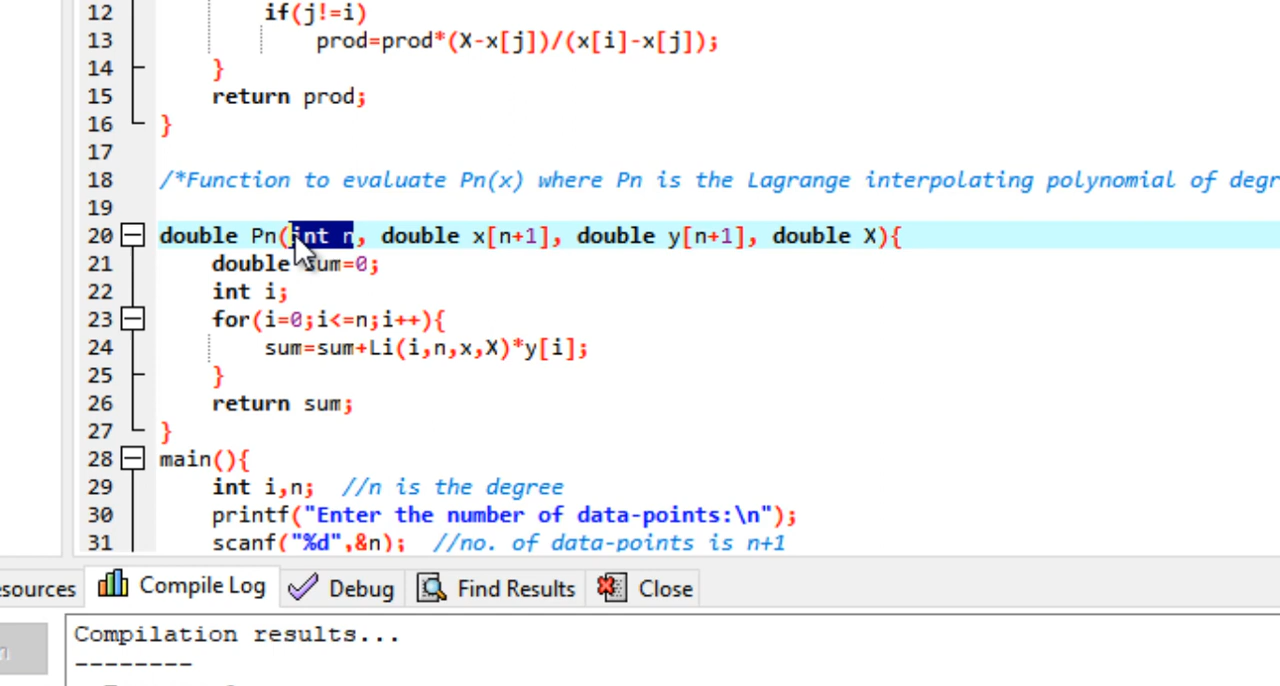 12 if(j!=i)
13 prod=prod*(X-x[j])/(x[i]-x[j]);
14 }
15 return prod;
16 }
17
18 /*Function to evaluate Pn(x) where Pn is the Lagrange interpolating polynomial of degr
19
20 double Pn(int n, double x[n+1], double y[n+1], double X){
21 double sum=0;
22 int i;
23 for(i=0;i<=n;i++){
24 sum=sum+Li(i,n,x,X)*y[i];
25 }
26 return sum;
27 }
28 main(){
29 int i,n; //n is the degree
30 printf("Enter the number of data-points:\n");
31 scanf("%d",&n); //no. of data-points is n+1
esources Compile Log Debug Find Results Close
Compilation results...
--------